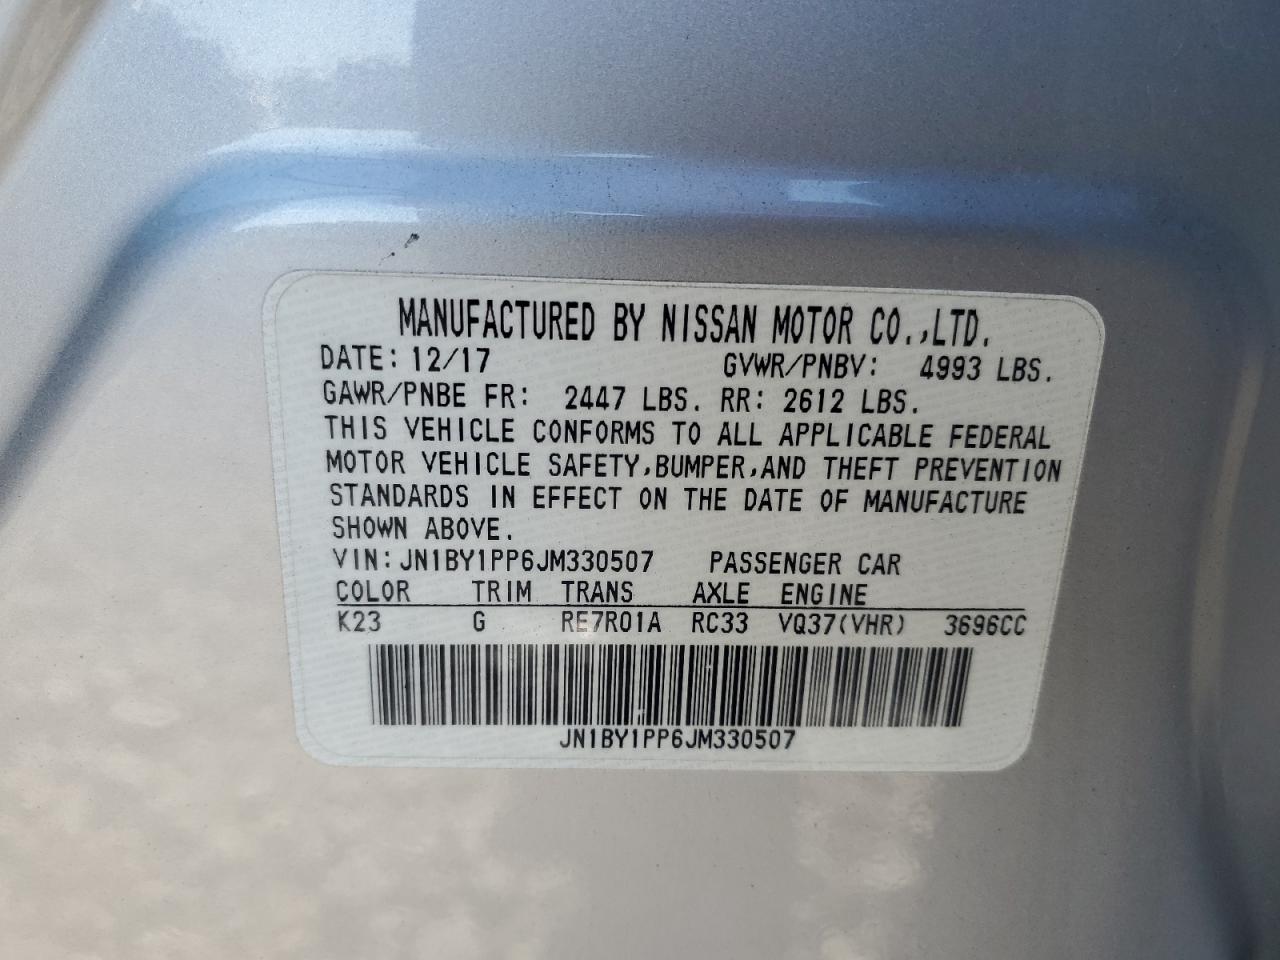 MANUFACTURED BY NISSAN MOTOR CO.,LTD.
DATE: 12/17 GVWR/PNBV: 4993 LBS.
GAWR/PNBE FR: 2447 LBS. RR: 2612 LBS.
THIS VEHICLE CONFORMS TO ALL APPLICABLE FEDERAL
MOTOR VEHICLE SAFETY,BUMPER,AND THEFT PREVENTION
STANDARDS IN EFFECT ON THE DATE OF MANUFACTURE
SHOWN ABOVE.
VIN:JN1BY1PP6JM330507 PASSENGER CAR
COLOR TRIM TRANS AXLE ENGINE
K23 G RE7R01A RC33 VQ37(VHR) 3696CC
JN1BY1PP6JM330507